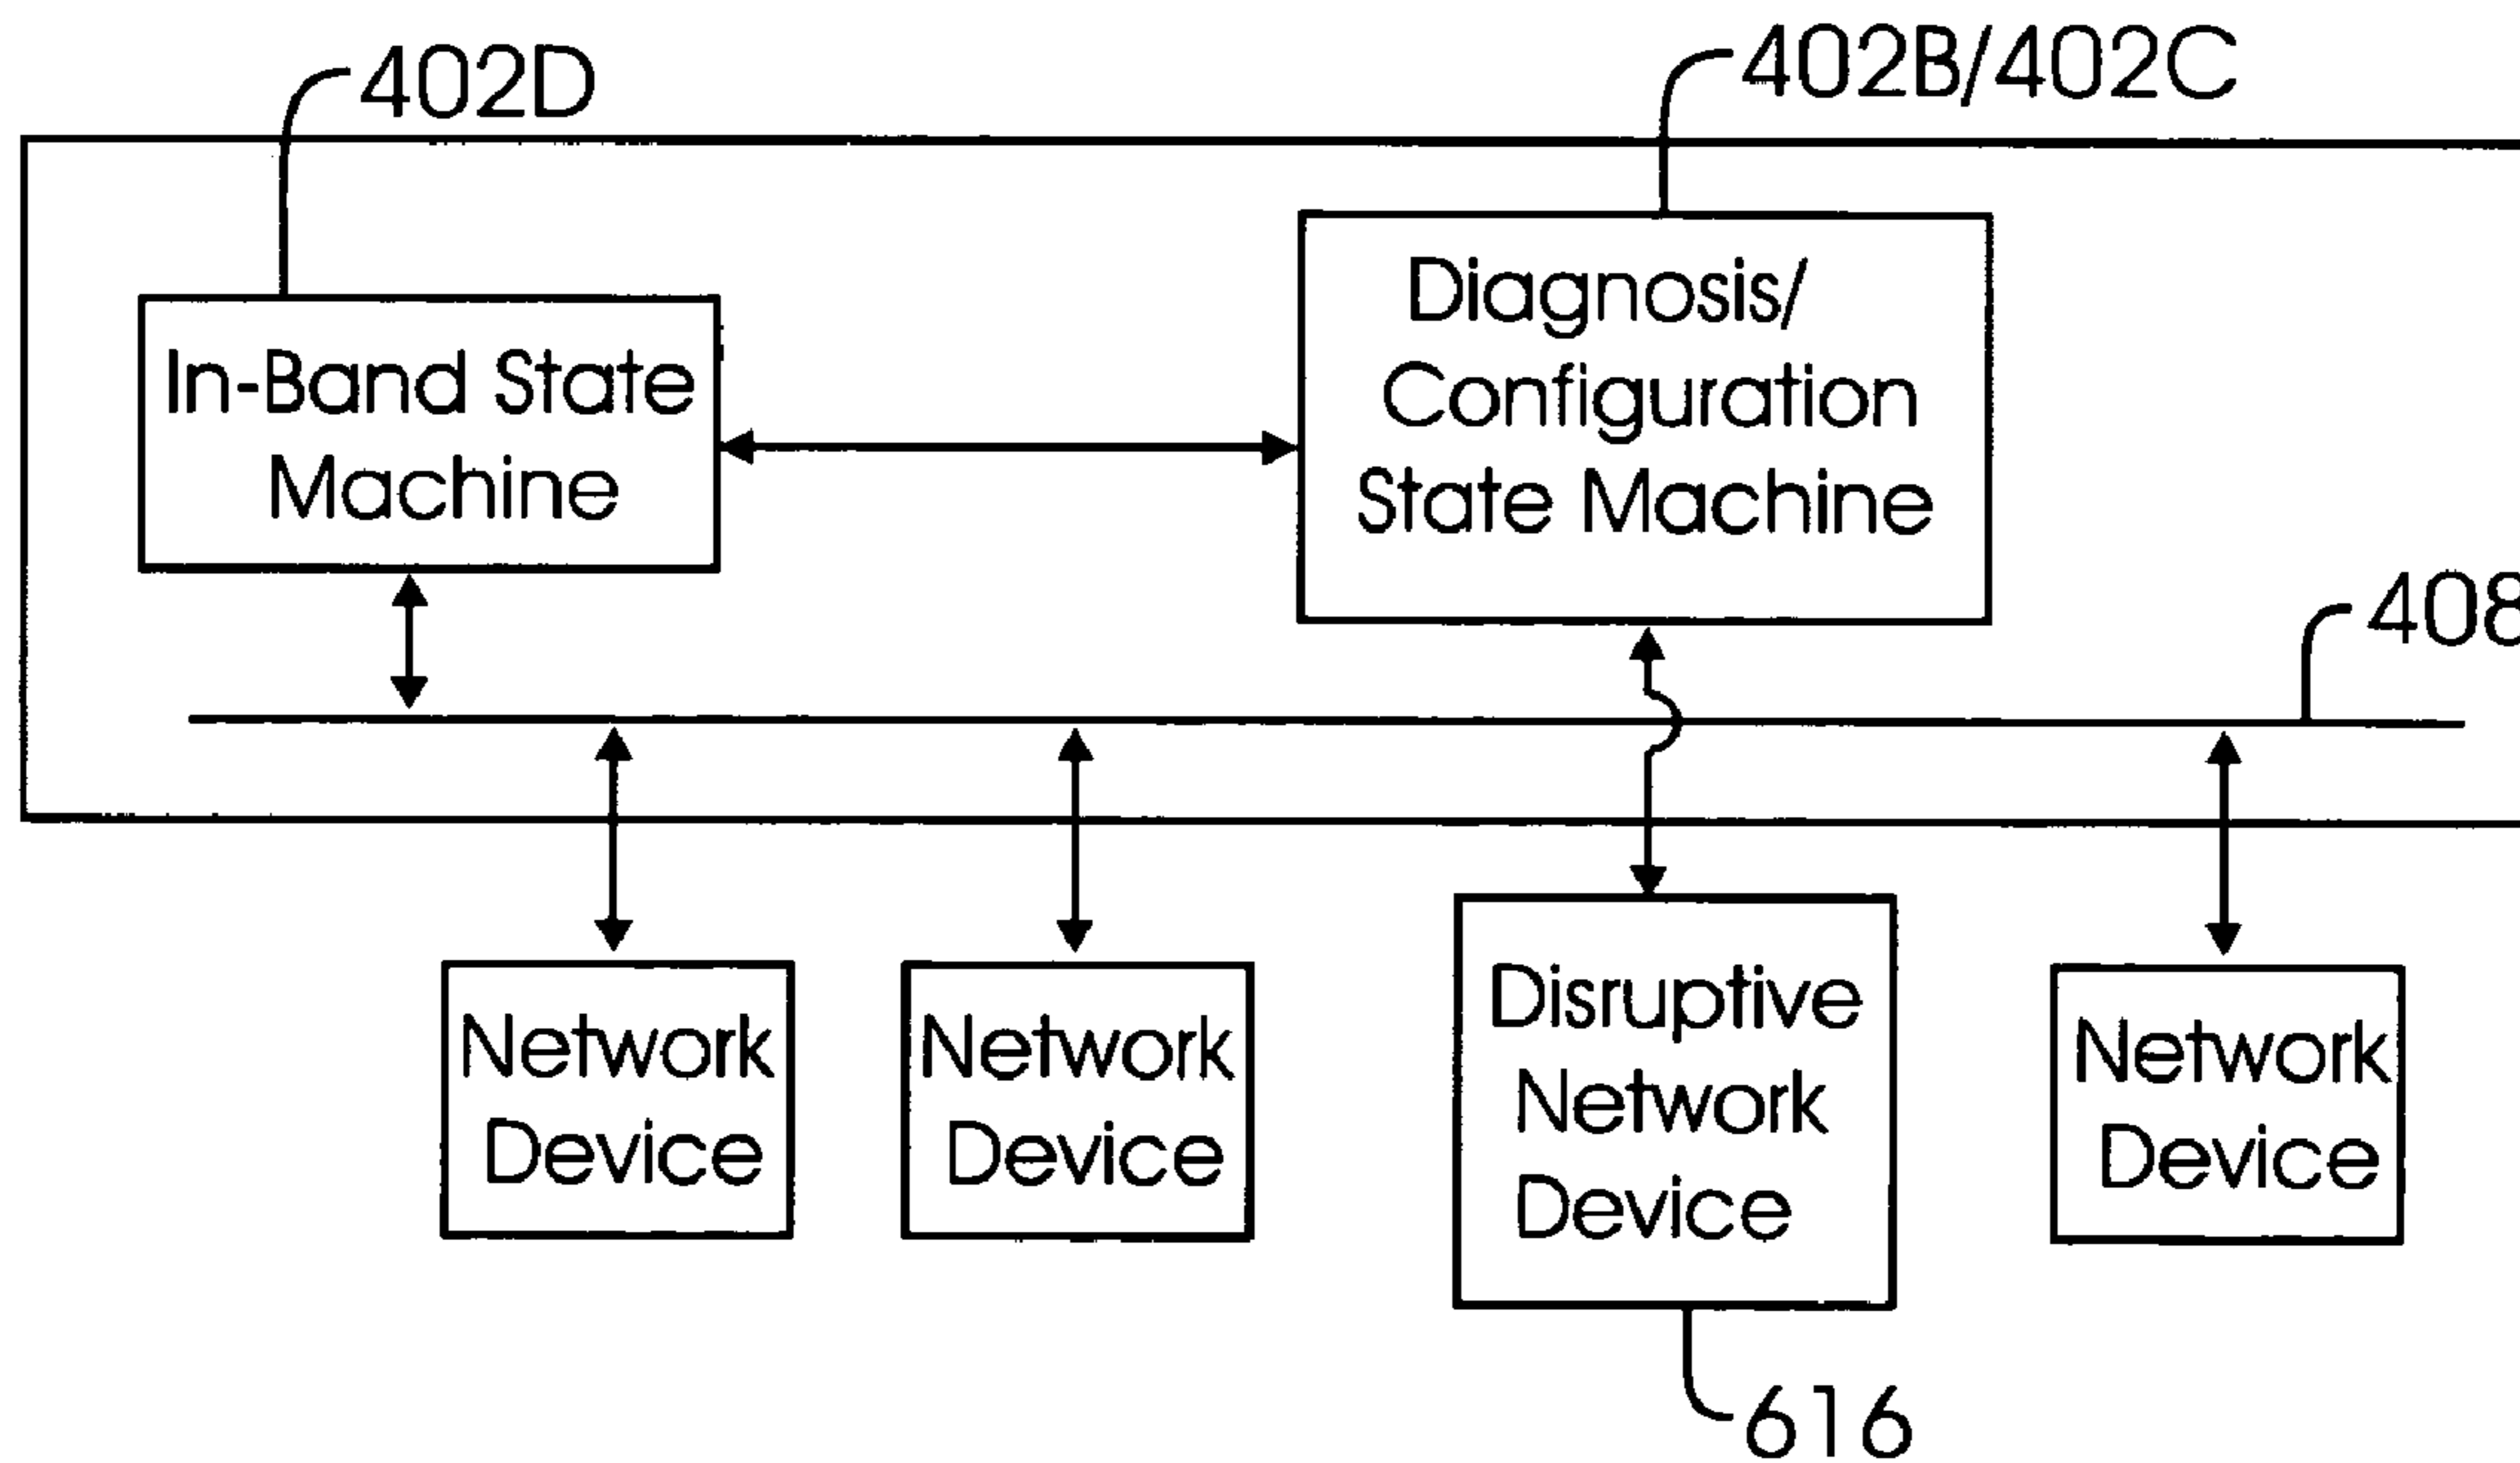 402D
402B/402C
In-Band State
Machine
Diagnosis/
Configuration
State Machine
408
Network
Device
Network
Device
Disruptive
Network
Device
Network
Device
616